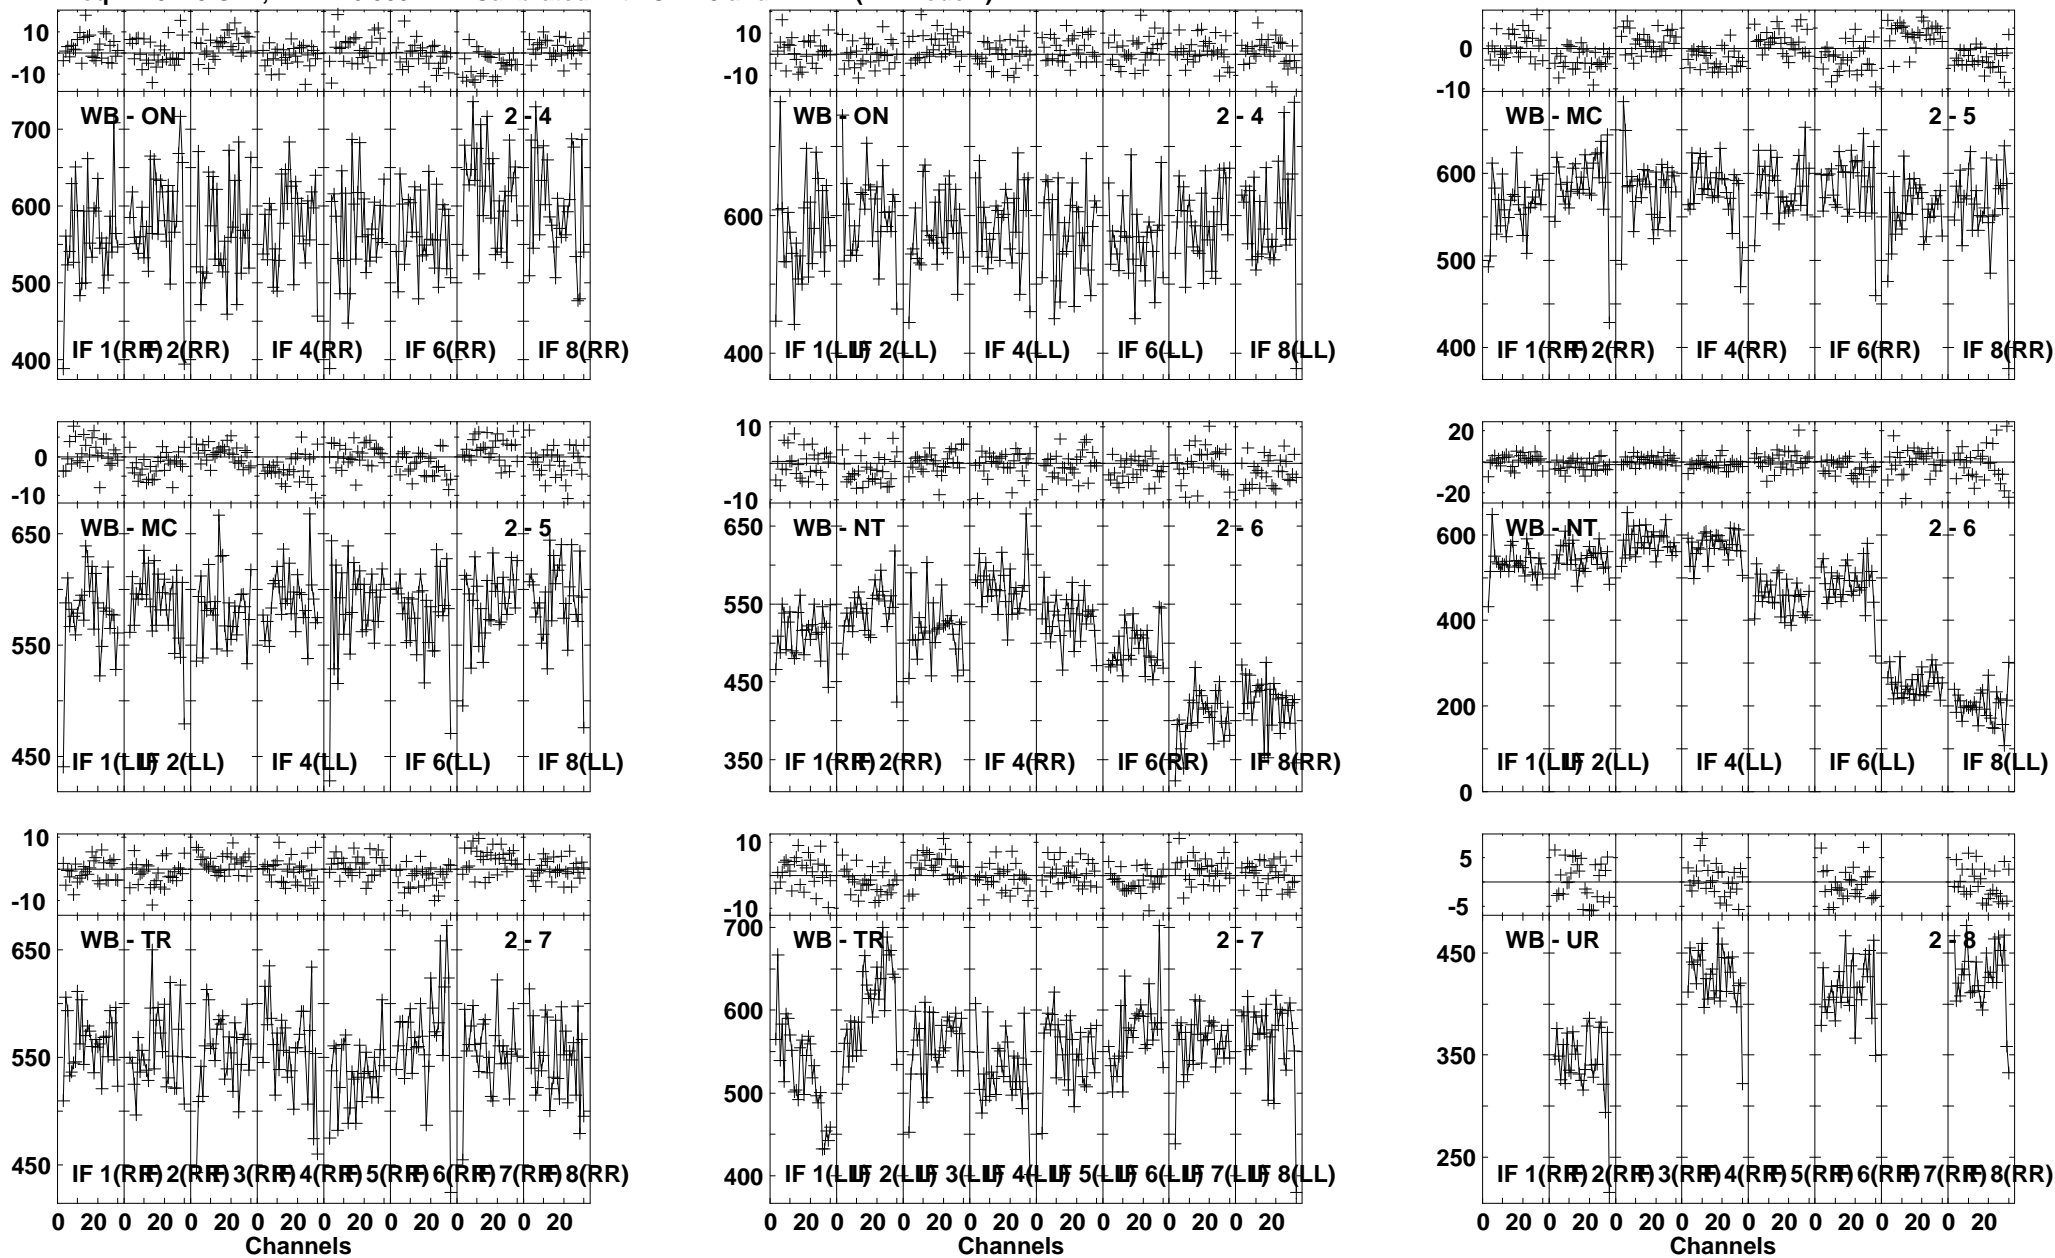 10 10 0
-10 -10 -10
WB - ON 2 - 4 WB - ON 2 - 4 WB - MC 2 - 5
700
600 600 600
500 500
400 400 400
IF 1(RR) IF 2(RR) IF 4(RR) IF 6(RR) IF 8(RR) IF 1(LL) IF 2(LL) IF 4(LL) IF 6(LL) IF 8(LL) IF 1(RR) IF 2(RR) IF 4(RR) IF 6(RR) IF 8(RR)
0 10 20
-10 -10 -20
WB - MC 2 - 5 WB - NT 2 - 6 WB - NT 2 - 6
650 650 600
550 550 400
450 450 200
350 0
IF 1(LL) IF 2(LL) IF 4(LL) IF 6(LL) IF 8(LL) IF 1(RR) IF 2(RR) IF 4(RR) IF 6(RR) IF 8(RR) IF 1(LL) IF 2(LL) IF 4(LL) IF 6(LL) IF 8(LL)
10 10 5
-10 -10 -5
WB - TR 2 - 7 WB - TR 2 - 7 WB - UR 2 - 8
650 700 450
550 600 350
450 500 250
400
IF 1(RR) IF 2(RR) IF 3(RR) IF 4(RR) IF 5(RR) IF 6(RR) IF 7(RR) IF 8(RR) IF 1(LL) IF 2(LL) IF 3(LL) IF 4(LL) IF 5(LL) IF 6(LL) IF 7(LL) IF 8(LL) IF 1(RR) IF 2(RR) IF 3(RR) IF 4(RR) IF 5(RR) IF 6(RR) IF 7(RR) IF 8(RR)
0 20 0 20 0 20 0 20 0 20 0 20 0 20 0 20 0 20 0 20 0 20 0 20 0 20 0 20 0 20 0 20 0 20 0 20 0 20 0 20 0 20 0 20 0 20 0 20
Channels Channels Channels